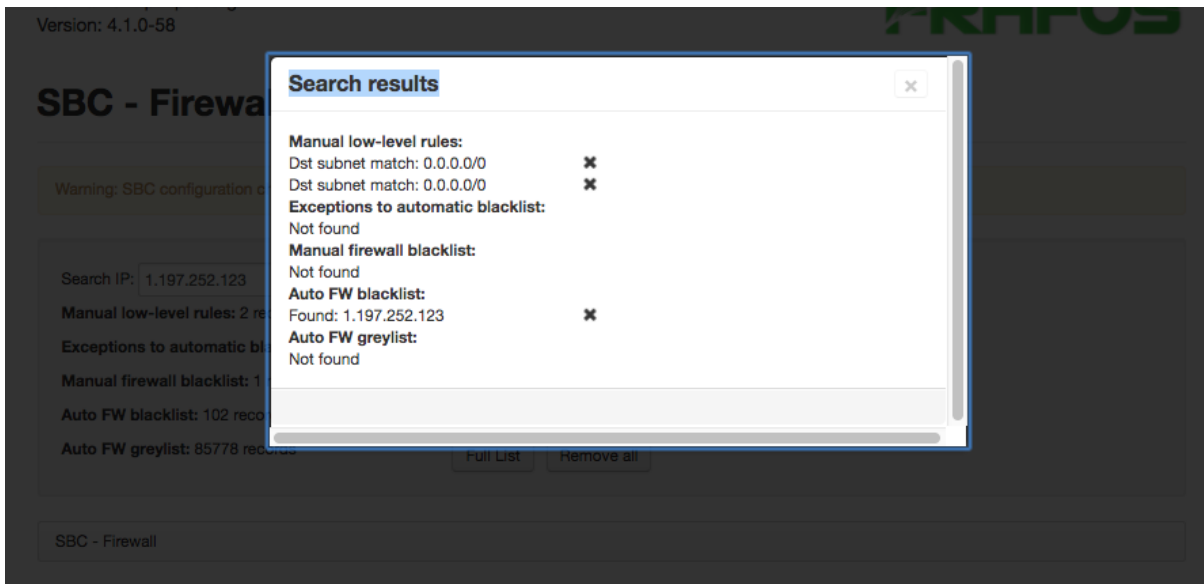 Version: 4.1.0-58
SBC - Firewa
Warning: SBC configuration
Search IP: 1.197.252.123
Manual low-level rules: 2
Exceptions to automatic
Manual firewall blacklist: 1
Auto FW blacklist: 102
Auto FW greylist: 85778 records
Full List
Remove all
SBC - Firewall
Search results
×
Manual low-level rules:
Dst subnet match: 0.0.0.0/0 ✖
Dst subnet match: 0.0.0.0/0 ✖
Exceptions to automatic blacklist:
Not found
Manual firewall blacklist:
Not found
Auto FW blacklist:
Found: 1.197.252.123 ✖
Auto FW greylist:
Not found